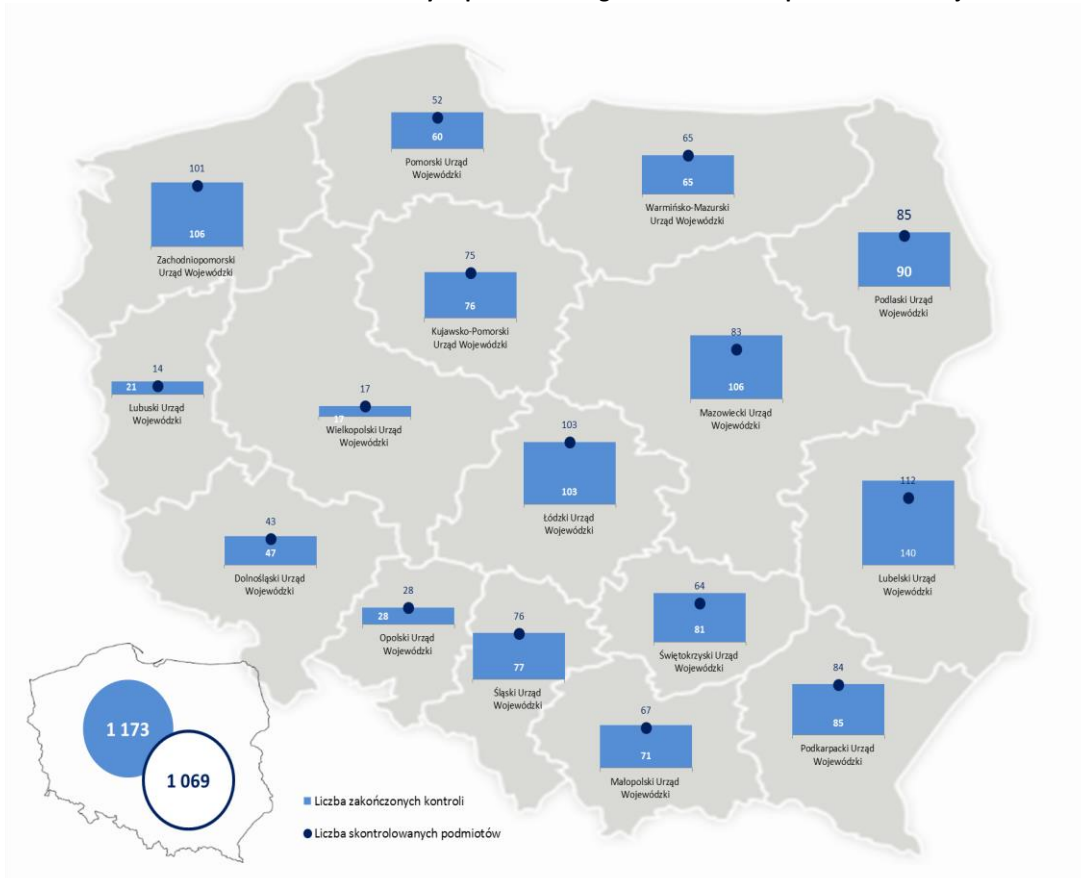 52
60
Pomorski Urząd
Wojewódzki
65
65
Warmińsko-Mazurski
Urząd Wojewódzki
101
106
Zachodniopomorski
Urząd Wojewódzki
85
90
Podlaski Urząd
Wojewódzki
75
76
Kujawsko-Pomorski
Urząd Wojewódzki
83
106
Mazowiecki Urząd
Wojewódzki
14
21
Lubuski Urząd
Wojewódzki
17
17
Wielkopolski Urząd
Wojewódzki
103
103
Łódzki Urząd
Wojewódzki
112
140
Lubelski Urząd
Wojewódzki
43
47
Dolnośląski Urząd
Wojewódzki
28
28
Opolski Urząd
Wojewódzki
76
77
Śląski Urząd
Wojewódzki
64
81
Świętokrzyski Urząd
Wojewódzki
84
85
Podkarpacki Urząd
Wojewódzki
67
71
Małopolski Urząd
Wojewódzki
1 173
1 069
Liczba zakończonych kontroli
Liczba skontrolowanych podmiotów